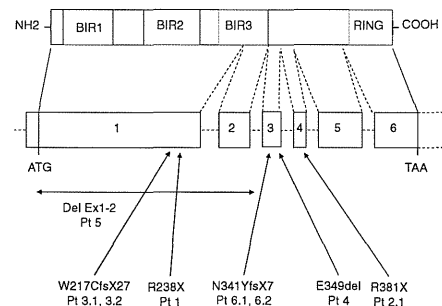 NH2 BIR1 BIR2 BIR3 RING COOH
1 2 3 4 5 6
ATG TAA
Del Ex1-2
Pt 5
W217CfsX27 R238X N341YfsX7 E349del R381X
Pt 3.1, 3.2 Pt 1 Pt 6.1, 6.2 Pt 4 Pt 2.1